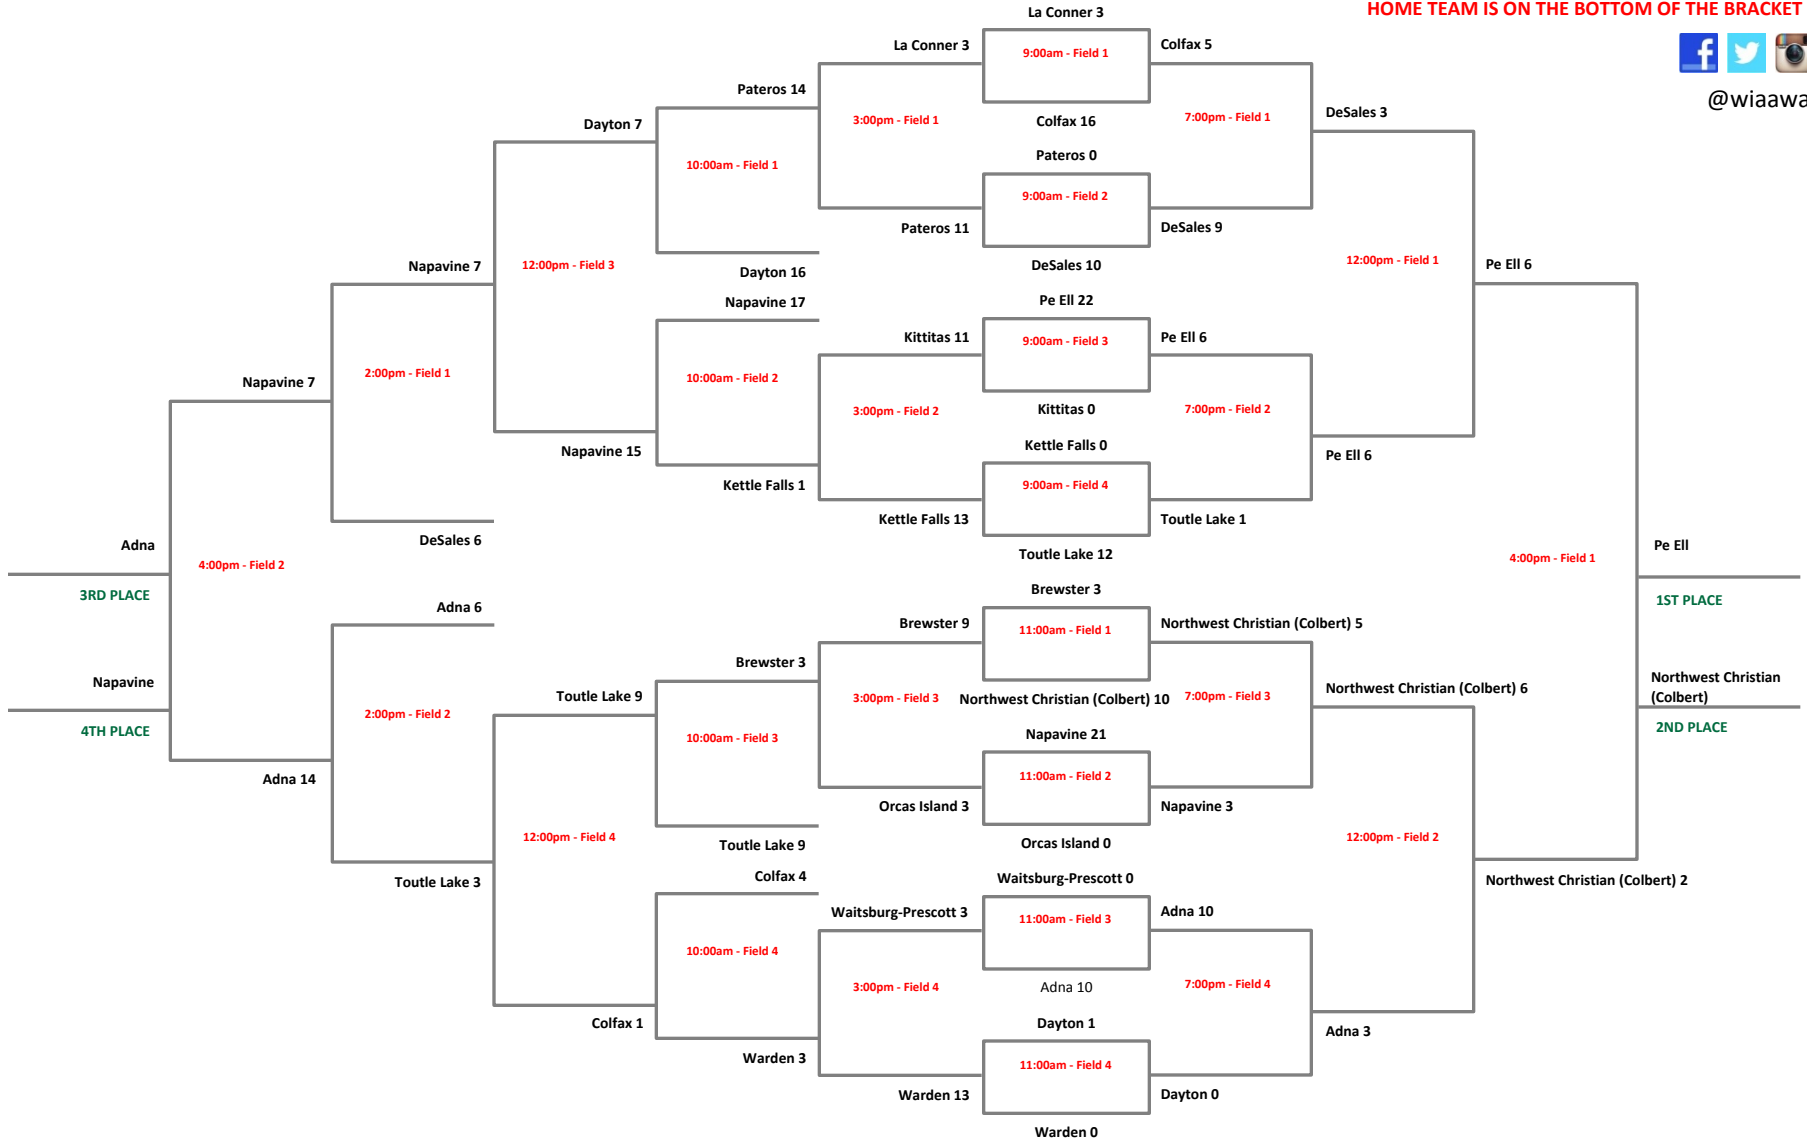 HOME TEAM IS ON THE BOTTOM OF THE BRACKET
@wiaawa
La Conner 3
9:00am - Field 1
Colfax 16
Pateros 0
9:00am - Field 2
DeSales 10
Pe Ell 22
9:00am - Field 3
Kittitas 0
Kettle Falls 0
9:00am - Field 4
Toutle Lake 12
Brewster 3
11:00am - Field 1
Northwest Christian (Colbert) 10
Napavine 21
11:00am - Field 2
Orcas Island 0
Waitsburg-Prescott 0
11:00am - Field 3
Adna 10
Dayton 1
11:00am - Field 4
Warden 0
Colfax 5
7:00pm - Field 1
DeSales 9
Pe Ell 6
7:00pm - Field 2
Toutle Lake 1
Northwest Christian (Colbert) 5
7:00pm - Field 3
Napavine 3
Adna 10
7:00pm - Field 4
Dayton 0
DeSales 3
12:00pm - Field 1
Pe Ell 6
Northwest Christian (Colbert) 6
12:00pm - Field 2
Adna 3
Pe Ell 6
4:00pm - Field 1
Northwest Christian (Colbert) 2
Pe Ell
1ST PLACE
Northwest Christian
(Colbert)
2ND PLACE
La Conner 3
3:00pm - Field 1
Pateros 11
Kittitas 11
3:00pm - Field 2
Kettle Falls 13
Brewster 9
3:00pm - Field 3
Orcas Island 3
Waitsburg-Prescott 3
3:00pm - Field 4
Warden 13
Pateros 14
10:00am - Field 1
Dayton 16
Napavine 17
10:00am - Field 2
Kettle Falls 1
Brewster 3
10:00am - Field 3
Toutle Lake 9
Colfax 4
10:00am - Field 4
Warden 3
Dayton 7
12:00pm - Field 3
Napavine 15
Toutle Lake 9
12:00pm - Field 4
Colfax 1
Napavine 7
2:00pm - Field 1
DeSales 6
Adna 6
2:00pm - Field 2
Toutle Lake 3
Napavine 7
4:00pm - Field 2
Adna 14
Adna
3RD PLACE
Napavine
4TH PLACE